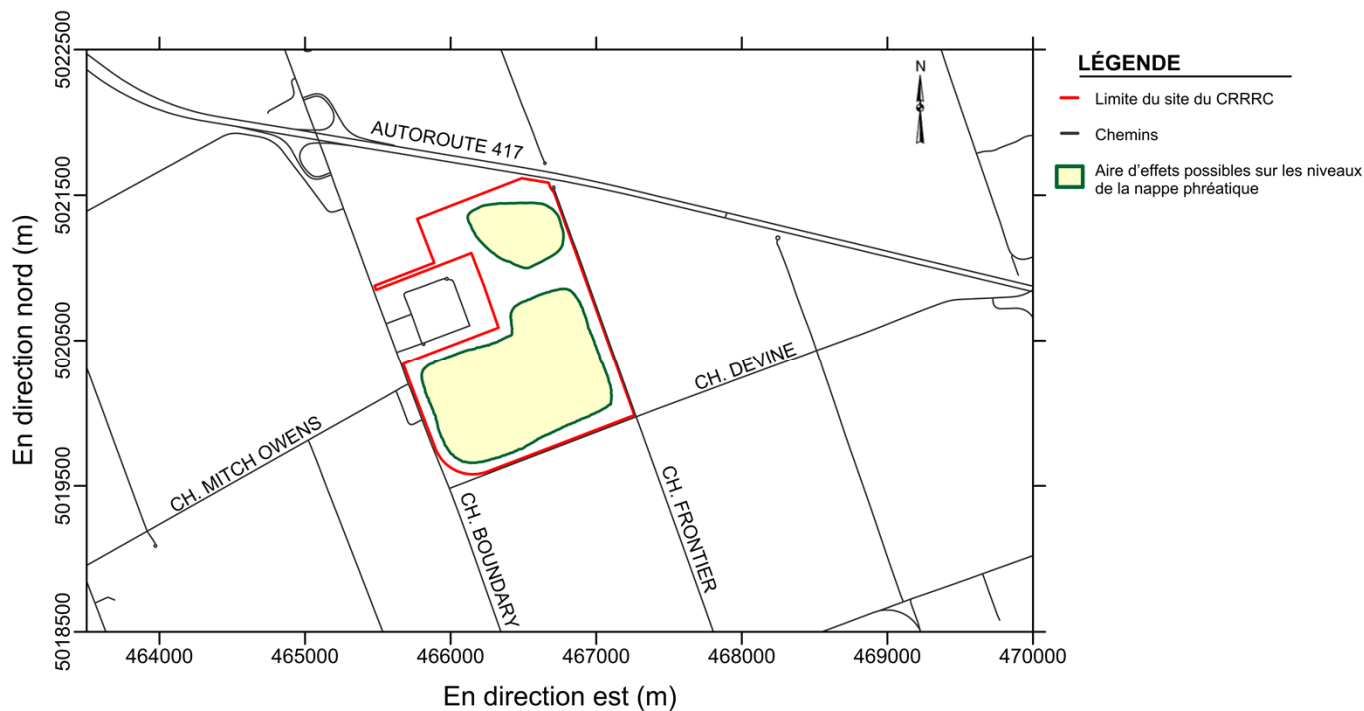 LÉGENDE
Limite du site du CRRRC
Chemins
Aire d'effets possibles sur les niveaux
de la nappe phréatique
N
AUTOROUTE 417
CH. DEVINE
CH. MITCH OWENS
CH. BOUNDARY
CH. FRONTIER
En direction nord (m)
5022500
5021500
5020500
5019500
5018500
464000
465000
466000
467000
468000
469000
470000
En direction est (m)